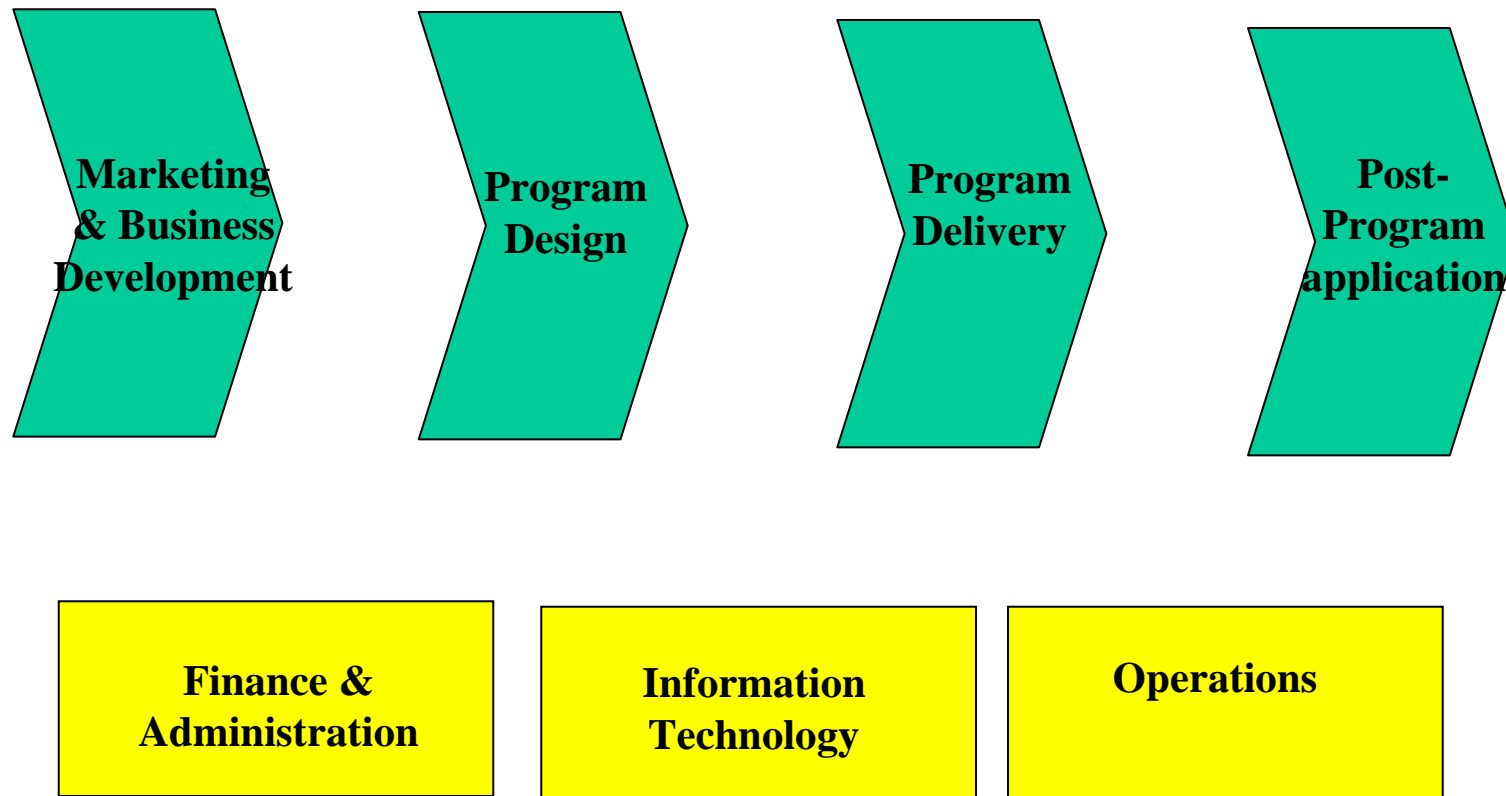 Marketing
& Business
Development
Program
Design
Program
Delivery
Post-
Program
application
Finance &
Administration
Information
Technology
Operations